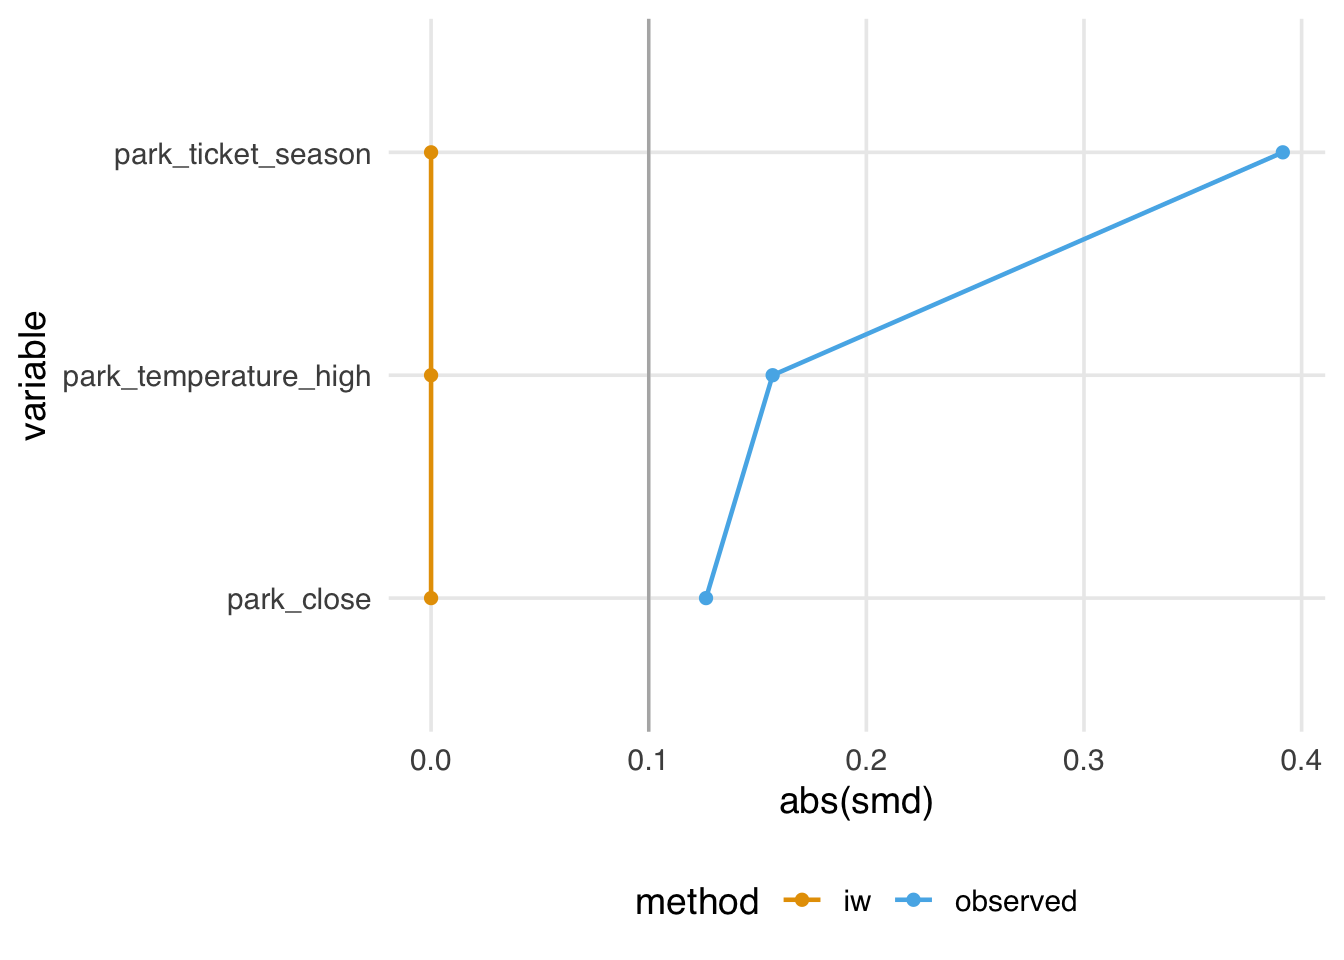 variable
park_ticket_season
park_temperature_high
park_close
0.0 0.1 0.2 0.3 0.4
abs(smd)
method iw observed